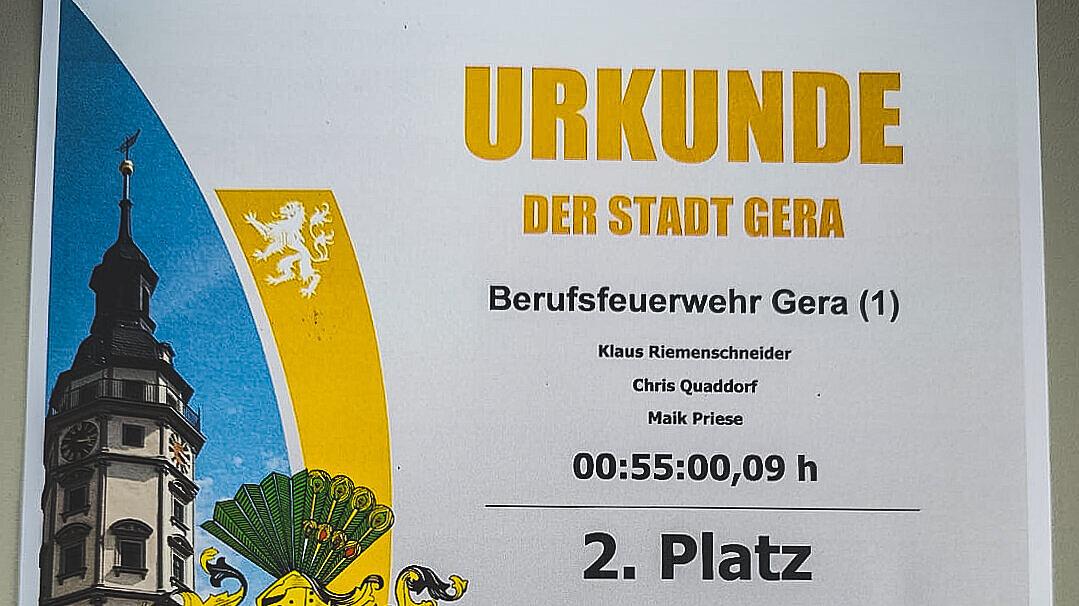 URKUNDE
DER STADT GERA
Berufsfeuerwehr Gera (1)
Klaus Riemenschneider
Chris Quaddorf
Maik Priese
00:55:00,09 h
2. Platz